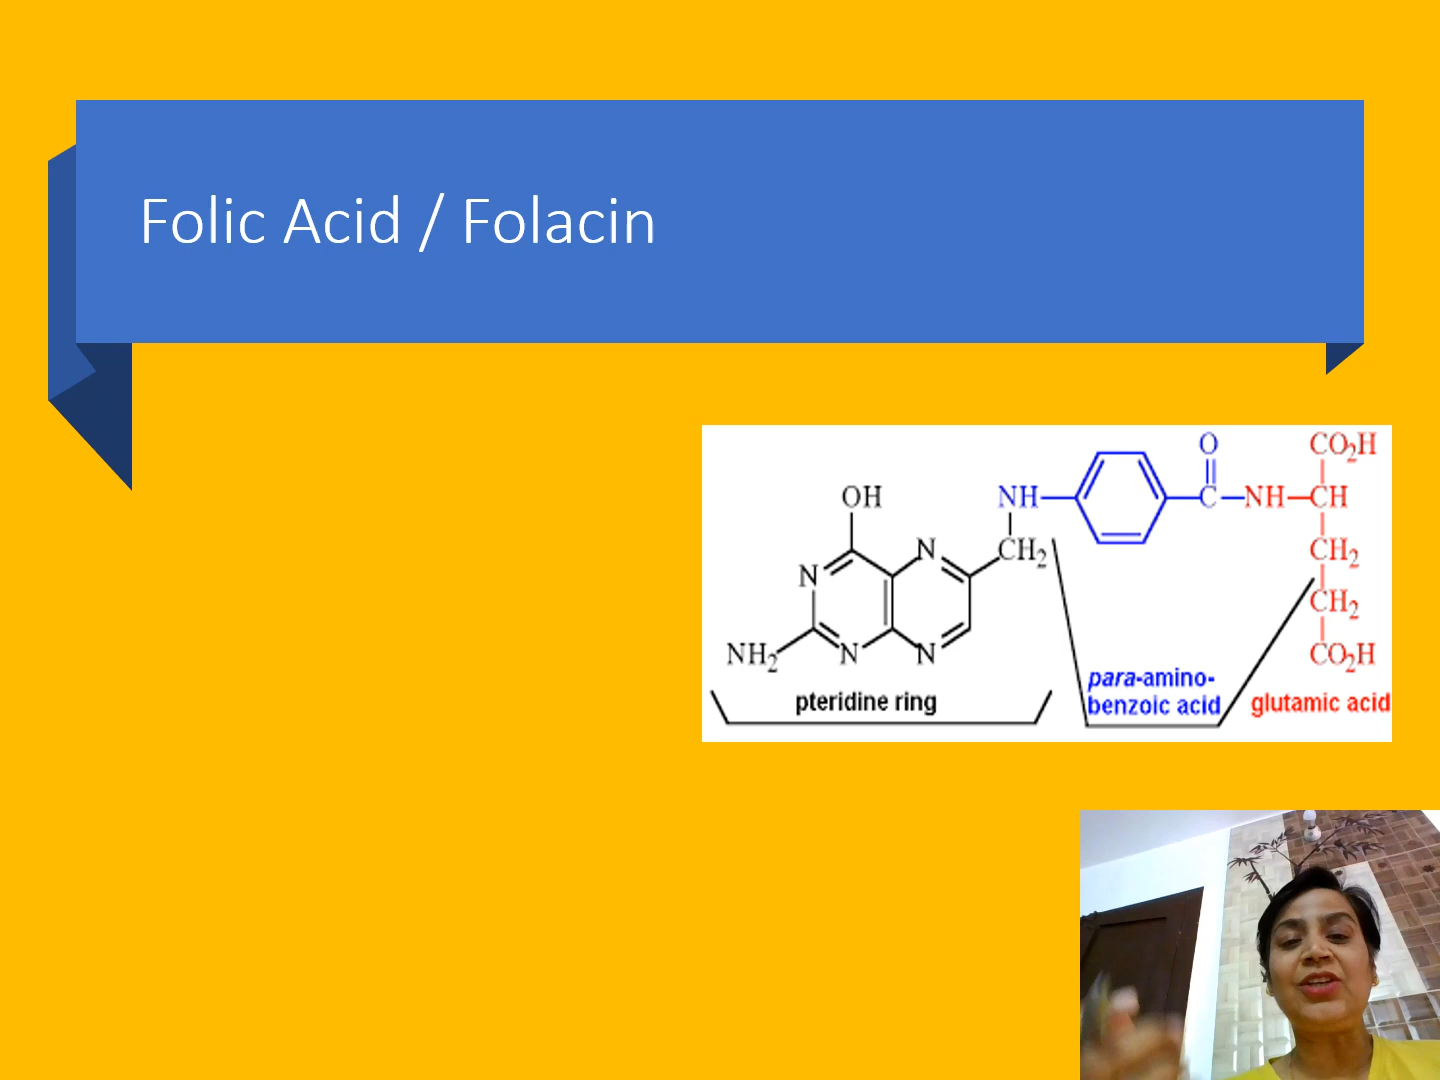 Folic Acid / Folacin
O
CO₂H
OH
NH
C
NH
CH
N
N
CH₂
CH₂
CH₂
NH₂
N
N
CO₂H
para-amino-
benzoic acid
pteridine ring
glutamic acid